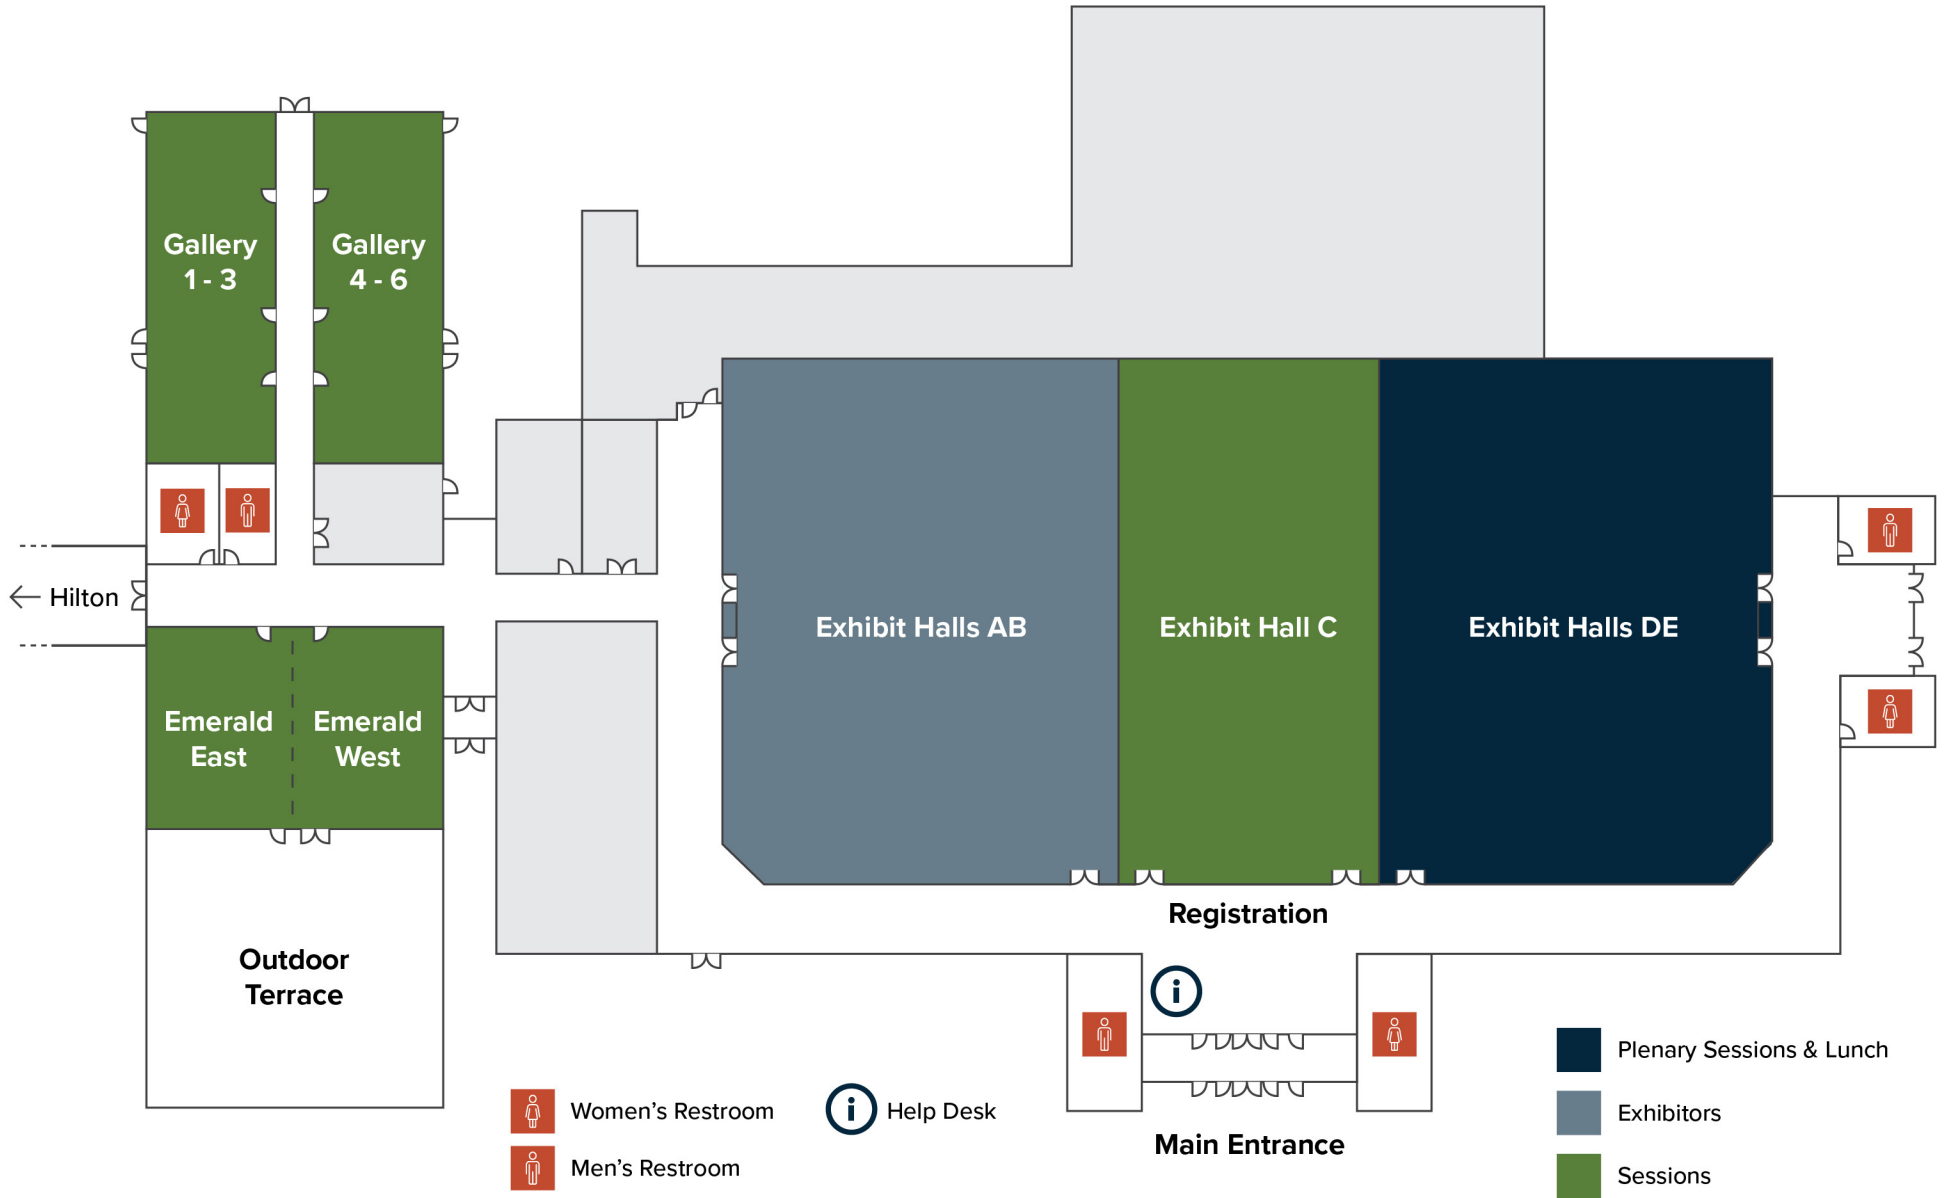 Gallery
1 - 3
Gallery
4 - 6
Hilton
Exhibit Halls AB
Exhibit Hall C
Exhibit Halls DE
Emerald
East
Emerald
West
Registration
Outdoor
Terrace
i
Main Entrance
Women’s Restroom
Men’s Restroom
i
Help Desk
Plenary Sessions & Lunch
Exhibitors
Sessions